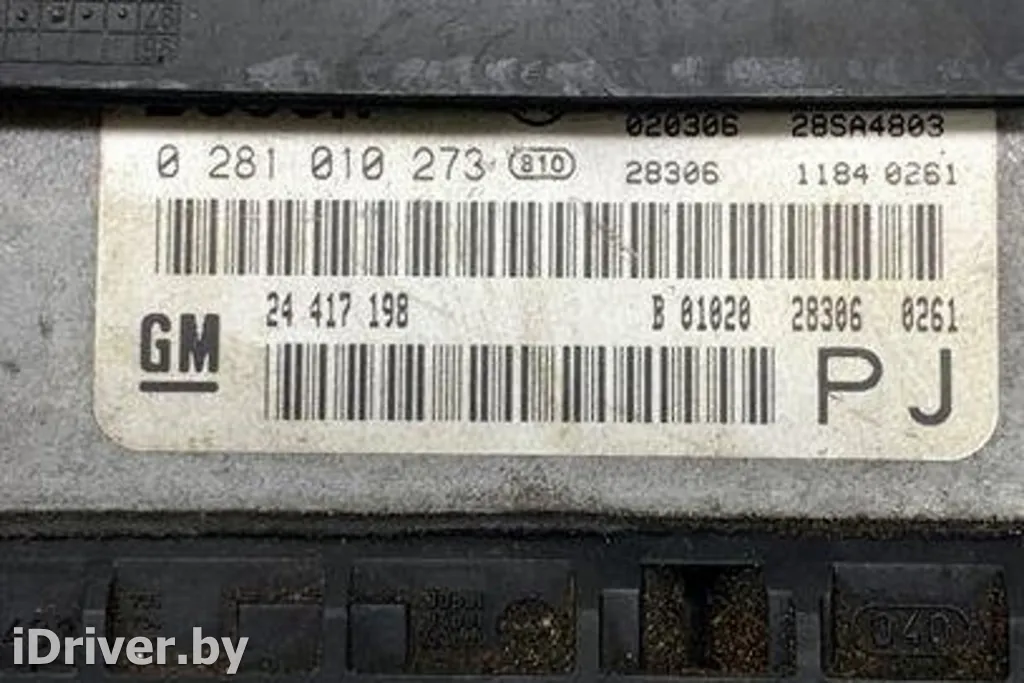 BOSCH 020306 28SA4803
0 281 010 273 810 28306 1184 0261
24 417 198 B 01020 28306 0261
GM PJ
040
iDriver.by